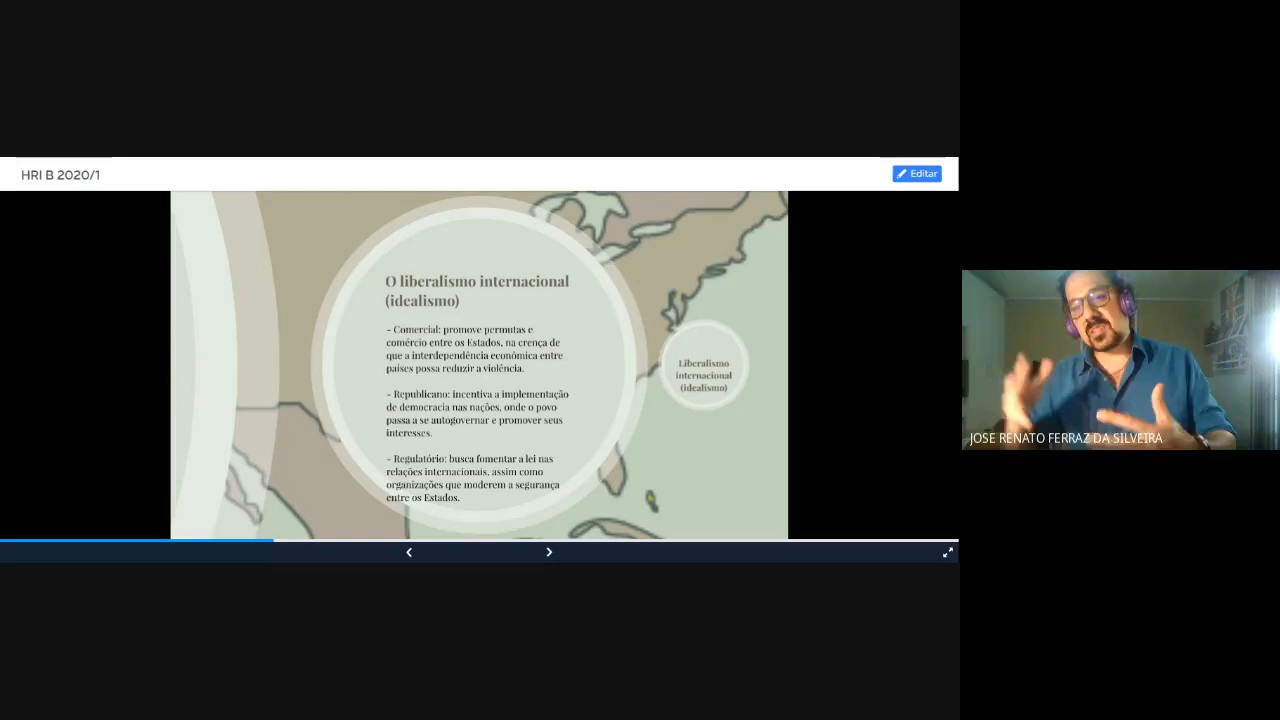 HRI B 2020/1
Editar
O liberalismo internacional
(idealismo)
- Comercial: promove permutas e
comércio entre os Estados, na crença de
que a interdependência econômica entre
países possa reduzir a violência.
- Republicano: incentiva a implementação
de democracia nas nações, onde o povo
passa a se autogovernar e promover seus
interesses.
- Regulatório: busca fomentar a lei nas
relações internacionais, assim como
organizações que moderem a segurança
entre os Estados.
Liberalismo
internacional
(idealismo)
JOSE RENATO FERRAZ DA SILVEIRA